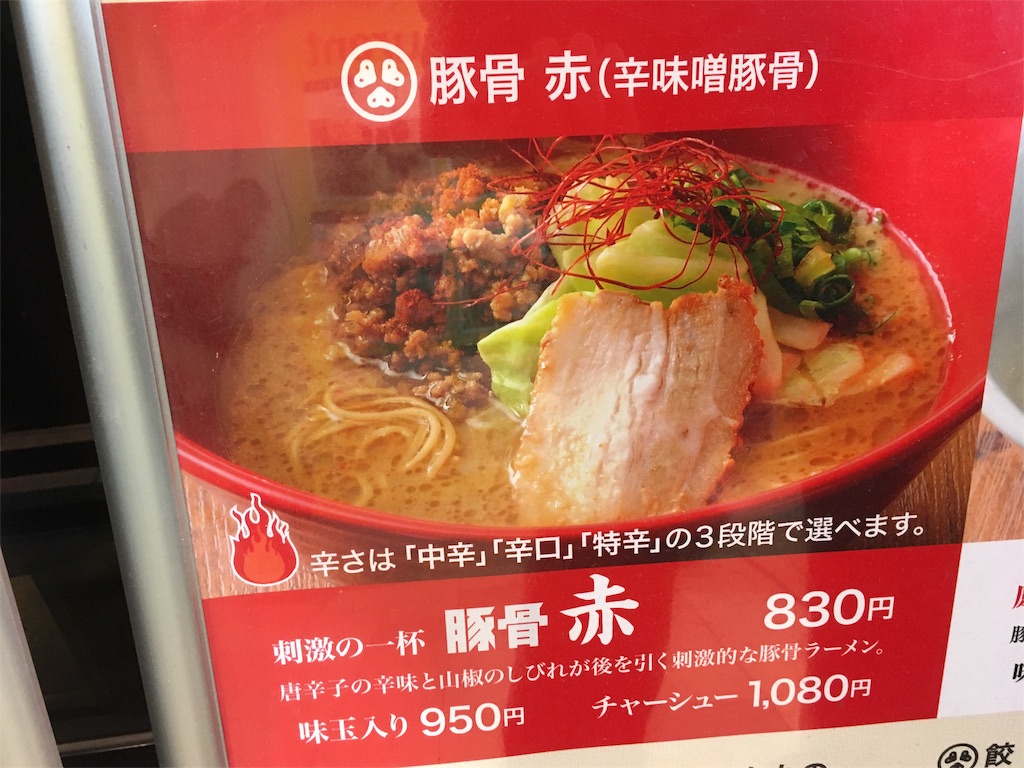 豚骨 赤(辛味噌豚骨)
辛さは「中辛」「辛口」「特辛」の3段階で選べます。
刺激の一杯 豚骨 赤 830円
唐辛子の辛味と山椒のしびれが後を引く刺激的な豚骨ラーメン。
味玉入り 950円 チャーシュー 1,080円
豚
味
餃